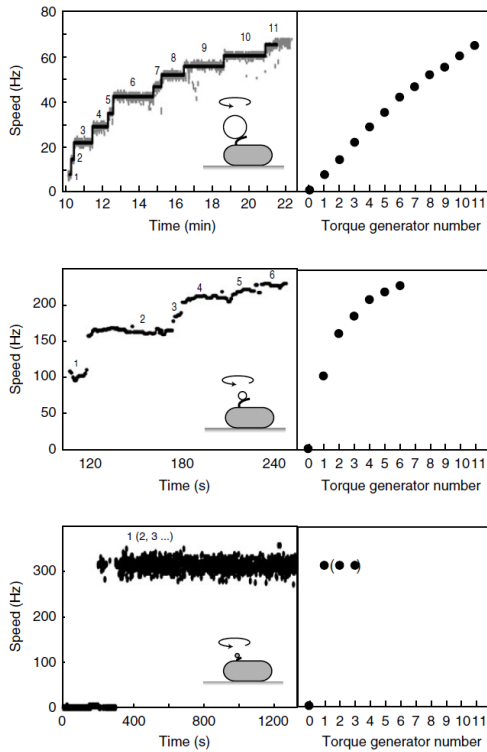 80
60
40
20
0
Speed (Hz)
1
2
3
4
5
6
7
8
9
10
11
10 11 12 14 16 18 20 22
Time (min)
0 1 2 3 4 5 6 7 8 9 10 11
Torque generator number
200
150
100
50
0
Speed (Hz)
1
2
3
4
5
6
120 180 240
Time (s)
0 1 2 3 4 5 6 7 8 9 10 11
Torque generator number
300
200
100
0
Speed (Hz)
1 (2, 3 ...)
0 400 800 1200
Time (s)
( )
0 1 2 3 4 5 6 7 8 9 10 11
Torque generator number